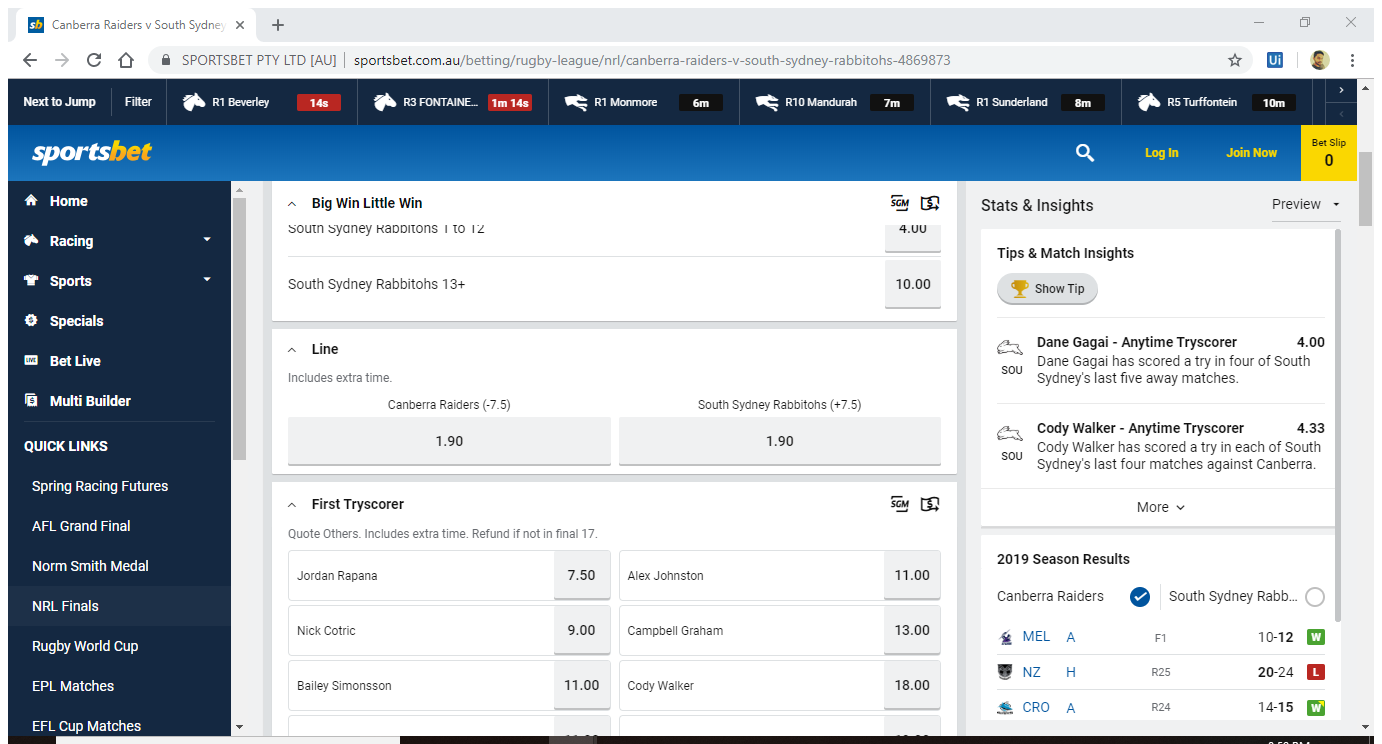 sb Canberra Raiders v South Sydney
SPORTSBET PTY LTD [AU] sportsbet.com.au/betting/rugby-league/nrl/canberra-raiders-v-south-sydney-rabbitohs-4869873 Ui
Next to Jump Filter R1 Beverley 14s R3 FONTAINE... 1m 14s R1 Monmore 6m R10 Mandurah 7m R1 Sunderland 8m R5 Turffontein 10m
sportsbet Log In Join Now Bet Slip
0
Home
Racing
Sports
Specials
LIVE Bet Live
Multi Builder
QUICK LINKS
Spring Racing Futures
AFL Grand Final
Norm Smith Medal
NRL Finals
Rugby World Cup
EPL Matches
EFL Cup Matches
Big Win Little Win SGM
South Sydney Rabbitohs 1 to 12 4.00
South Sydney Rabbitohs 13+ 10.00
Line
Includes extra time.
Canberra Raiders (-7.5) South Sydney Rabbitohs (+7.5)
1.90 1.90
First Tryscorer SGM
Quote Others. Includes extra time. Refund if not in final 17.
Jordan Rapana 7.50 Alex Johnston 11.00
Nick Cotric 9.00 Campbell Graham 13.00
Bailey Simonsson 11.00 Cody Walker 18.00
Stats & Insights Preview
Tips & Match Insights
Show Tip
Dane Gagai - Anytime Tryscorer 4.00
SOU Dane Gagai has scored a try in four of South
Sydney's last five away matches.
Cody Walker - Anytime Tryscorer 4.33
SOU Cody Walker has scored a try in each of South
Sydney's last four matches against Canberra.
More
2019 Season Results
Canberra Raiders South Sydney Rabb...
MEL A F1 10-12 W
NZ H R25 20-24 L
CRO A R24 14-15 W